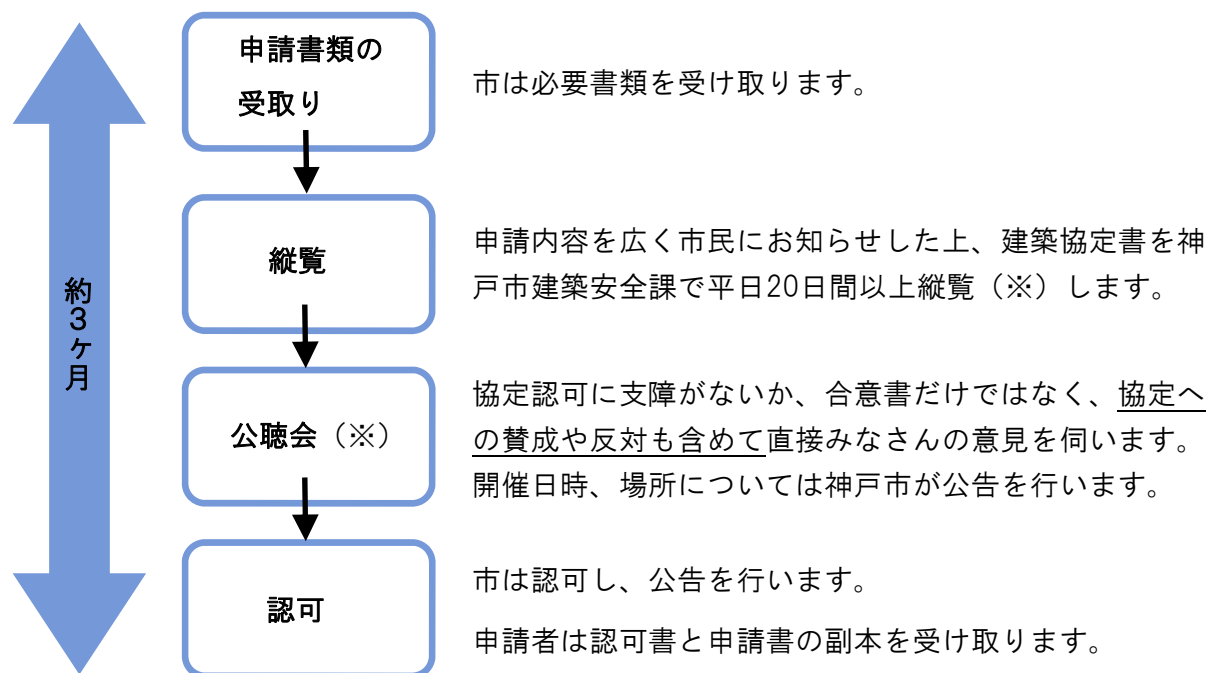 約3ヶ月
申請書類の
受取り
市は必要書類を受け取ります。
縦覧
申請内容を広く市民にお知らせした上、建築協定書を神
戸市建築安全課で平日20日間以上縦覧（※）します。
公聴会（※）
協定認可に支障がないか、合意書だけではなく、協定へ
の賛成や反対も含めて直接みなさんの意見を伺います。
開催日時、場所については神戸市が公告を行います。
認可
市は認可し、公告を行います。
申請者は認可書と申請書の副本を受け取ります。